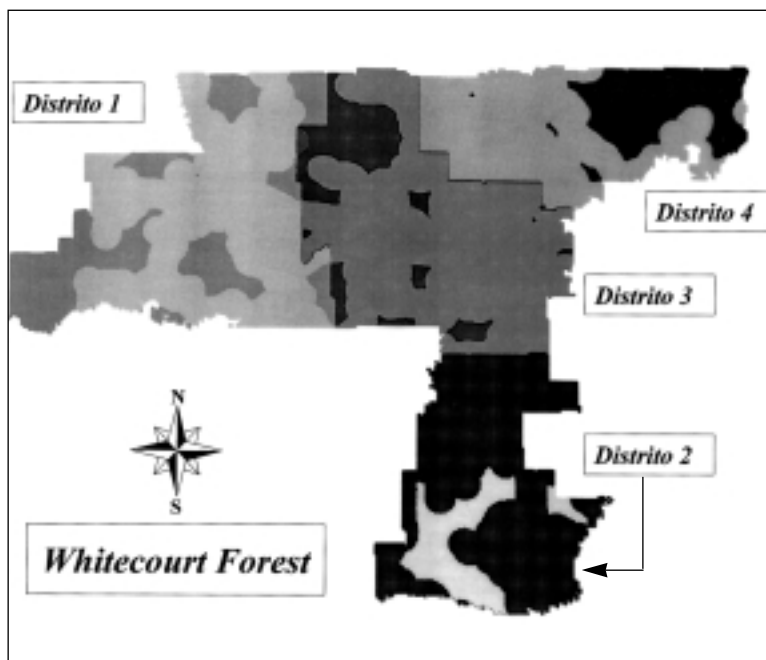 Distrito 1
Distrito 4
Distrito 3
N
Distrito 2
S
Whitecourt Forest